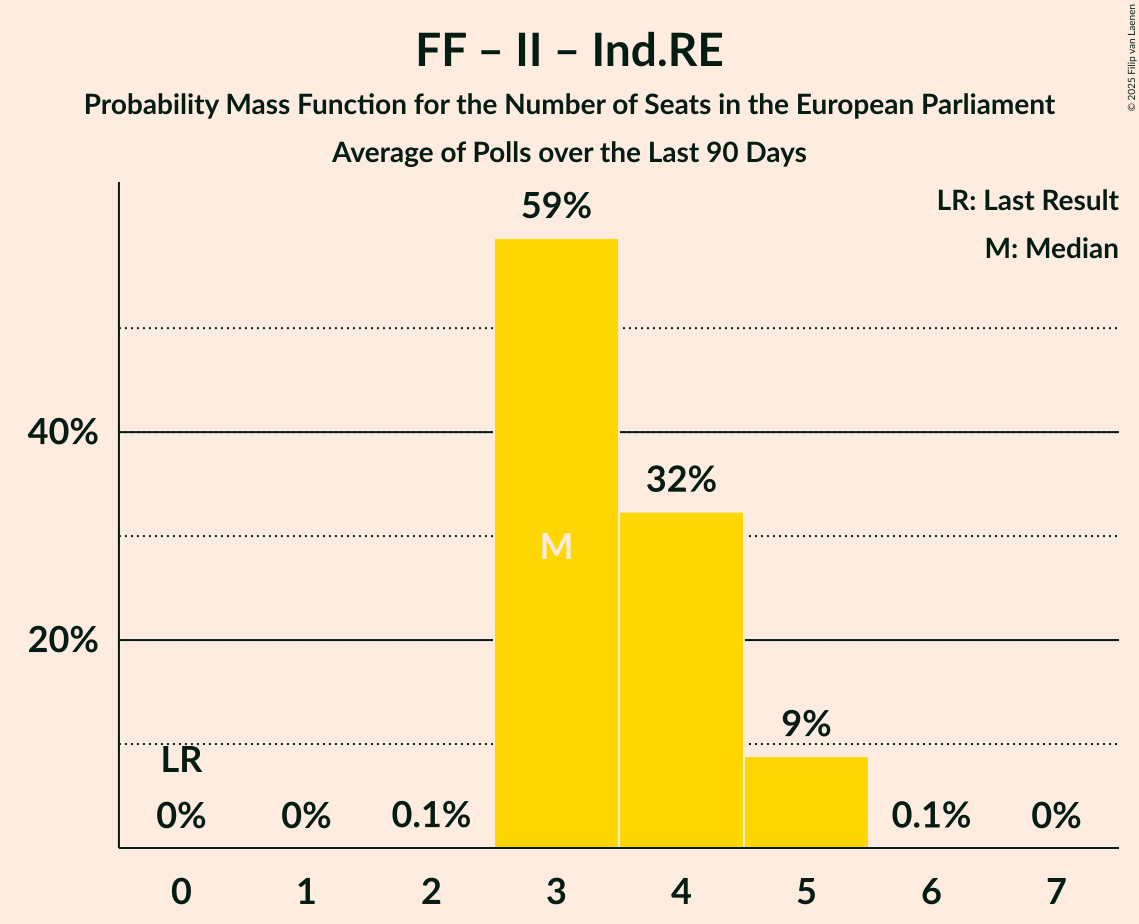 FF – II – Ind.RE
Probability Mass Function for the Number of Seats in the European Parliament
Average of Polls over the Last 90 Days
© 2025 Filip van Laenen
LR: Last Result
M: Median
59%
40%
32%
M
20%
9%
LR
0% 0% 0.1% 0.1% 0%
0 1 2 3 4 5 6 7